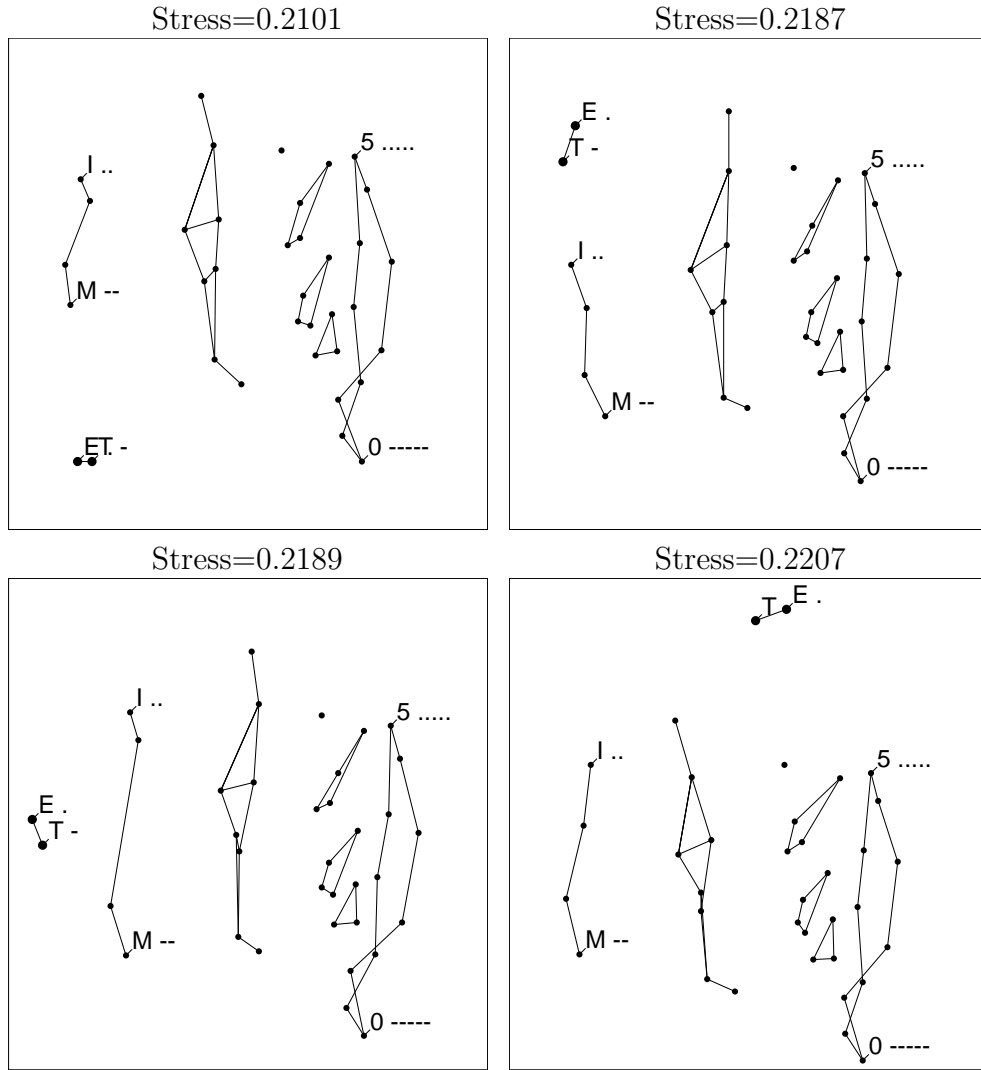 Stress=0.2101
5 .....
I ..
M --
ET. -
0 -----
Stress=0.2187
E .
T -
5 .....
I ..
M --
0 -----
Stress=0.2189
I ..
5 .....
E .
T -
M --
0 -----
Stress=0.2207
E .
T
I ..
5 .....
M --
0 -----